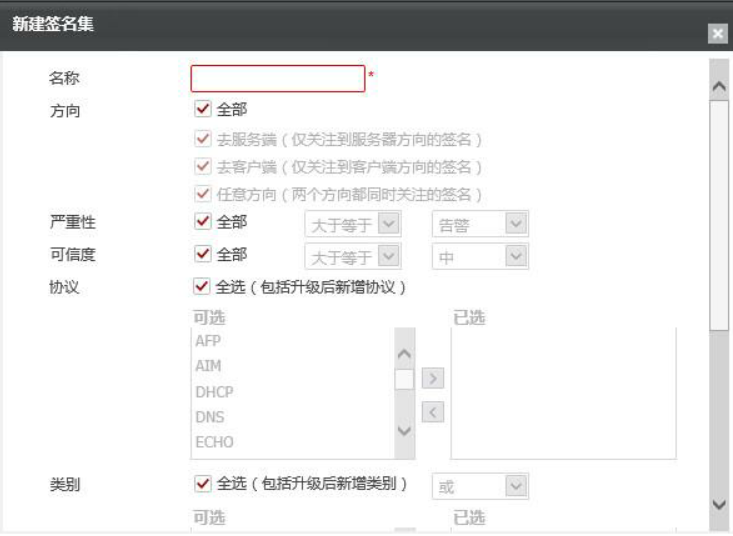 新建签名集
名称 *
方向 全部
去服务端（仅关注到服务器方向的签名）
去客户端（仅关注到客户端方向的签名）
任意方向（两个方向都同时关注的签名）
严重性 全部 大于等于 告警
可信度 全部 大于等于 中
协议 全选（包括升级后新增协议）
可选 已选
AFP
AIM
DHCP
DNS
ECHO
类别 全选（包括升级后新增类别） 或
可选 已选